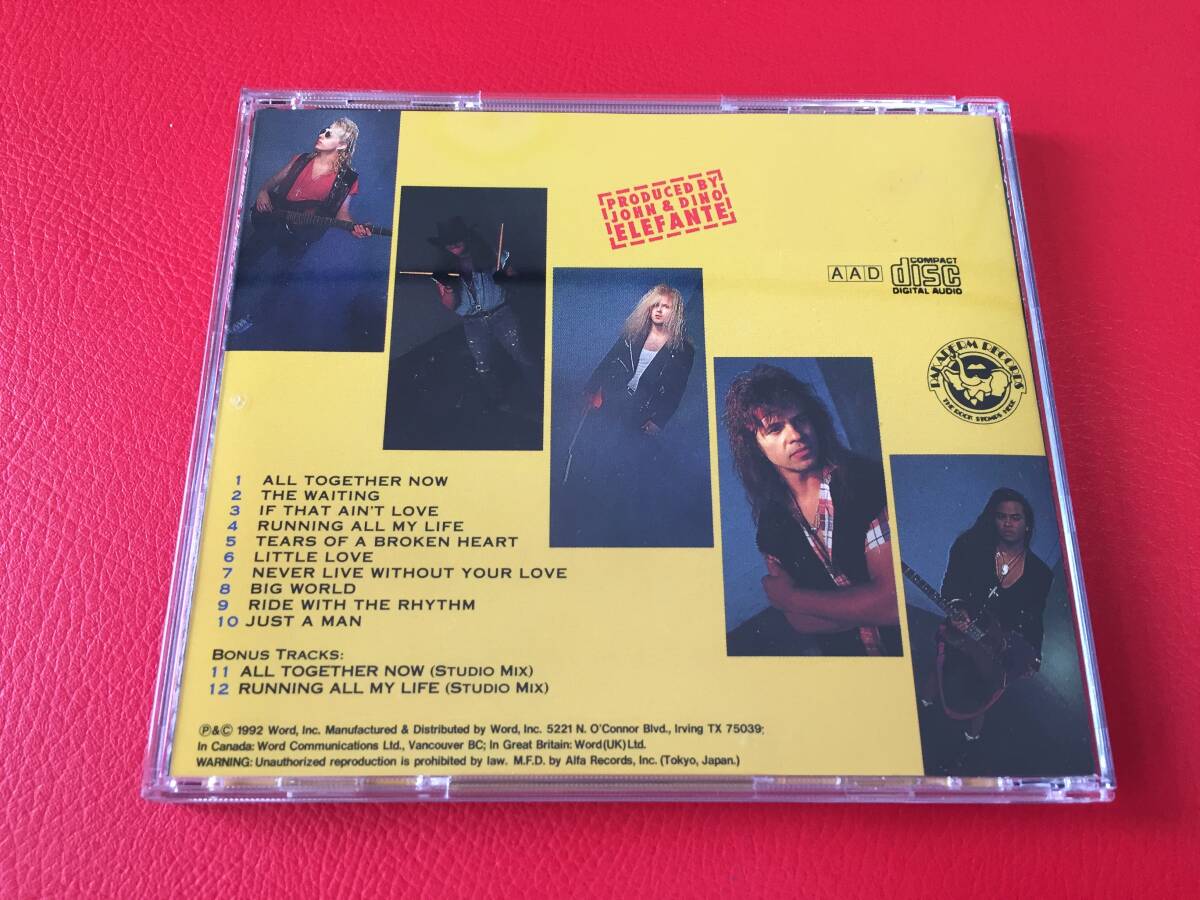 PRODUCED BY
JOHN & DINO
ELEFANTE
AAD
COMPACT
disc
DIGITAL AUDIO
PAKADERM RECORDS
THE ROCK STOMPS HERE
1 ALL TOGETHER NOW
2 THE WAITING
3 IF THAT AIN'T LOVE
4 RUNNING ALL MY LIFE
5 TEARS OF A BROKEN HEART
6 LITTLE LOVE
7 NEVER LIVE WITHOUT YOUR LOVE
8 BIG WORLD
9 RIDE WITH THE RHYTHM
10 JUST A MAN
BONUS TRACKS:
11 ALL TOGETHER NOW (STUDIO MIX)
12 RUNNING ALL MY LIFE (STUDIO MIX)
℗&© 1992 Word, Inc. Manufactured & Distributed by Word, Inc. 5221 N. O'Connor Blvd., Irving TX 75039;
In Canada: Word Communications Ltd., Vancouver BC; In Great Britain: Word (UK) Ltd.
WARNING: Unauthorized reproduction is prohibited by law. M.F.D. by Alfa Records, Inc. (Tokyo, Japan.)